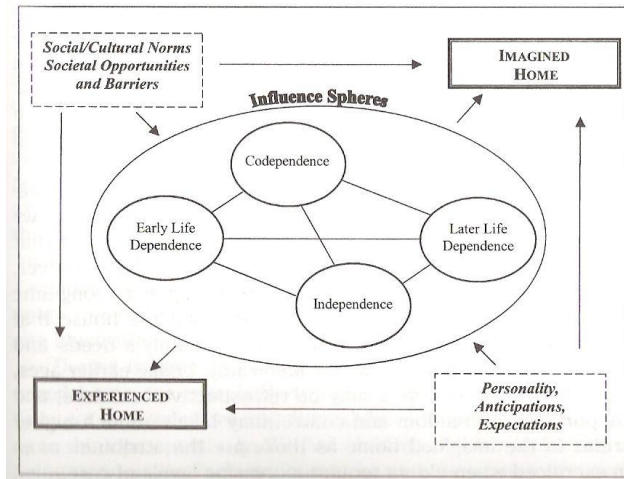 Social/Cultural Norms
Societal Opportunities
and Barriers
IMAGINED
HOME
Influence Spheres
Codependence
Early Life
Dependence
Later Life
Dependence
Independence
EXPERIENCED
HOME
Personality,
Anticipations,
Expectations